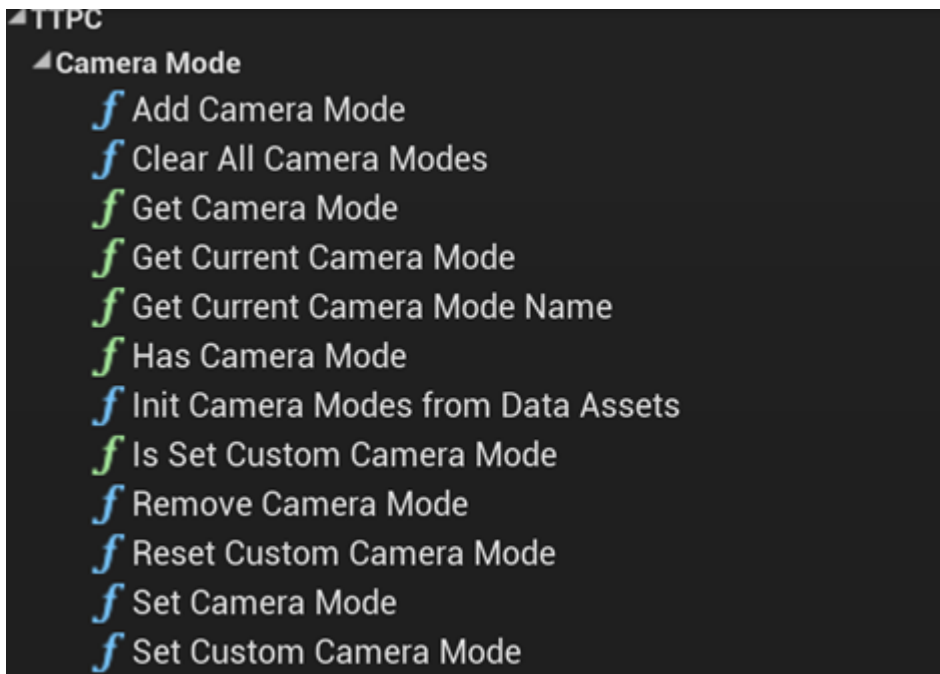 TTPC
Camera Mode
f Add Camera Mode
f Clear All Camera Modes
f Get Camera Mode
f Get Current Camera Mode
f Get Current Camera Mode Name
f Has Camera Mode
f Init Camera Modes from Data Assets
f Is Set Custom Camera Mode
f Remove Camera Mode
f Reset Custom Camera Mode
f Set Camera Mode
f Set Custom Camera Mode